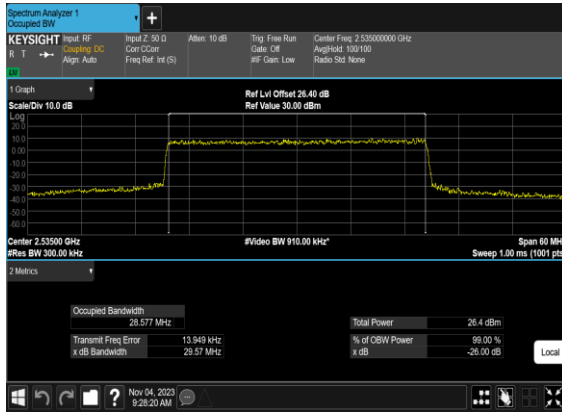 Spectrum Analyzer 1
Occupied BW
+
KEYSIGHT Input: RF Input Z: 50 Ω Atten: 10 dB Trig: Free Run Center Freq: 2.535000000 GHz
R T Coupling: DC Corr CCorr Gate: Off Avg|Hold: 100/100
Align: Auto Freq Ref: Int (S) #IF Gain: Low Radio Std: None
1 Graph
Ref Lvl Offset 26.40 dB
Scale/Div 10.0 dB Ref Value 30.00 dBm
Log
20.0
10.0
0.00
-10.0
-20.0
-30.0
-40.0
-50.0
-60.0
Center 2.53500 GHz #Video BW 910.00 kHz* Span 60 MH
#Res BW 300.00 kHz Sweep 1.00 ms (1001 pts
2 Metrics
Occupied Bandwidth
28.577 MHz Total Power 26.4 dBm
Transmit Freq Error 13.949 kHz % of OBW Power 99.00 %
x dB Bandwidth 29.57 MHz x dB -26.00 dB
Local
? Nov 04, 2023
9:28:20 AM